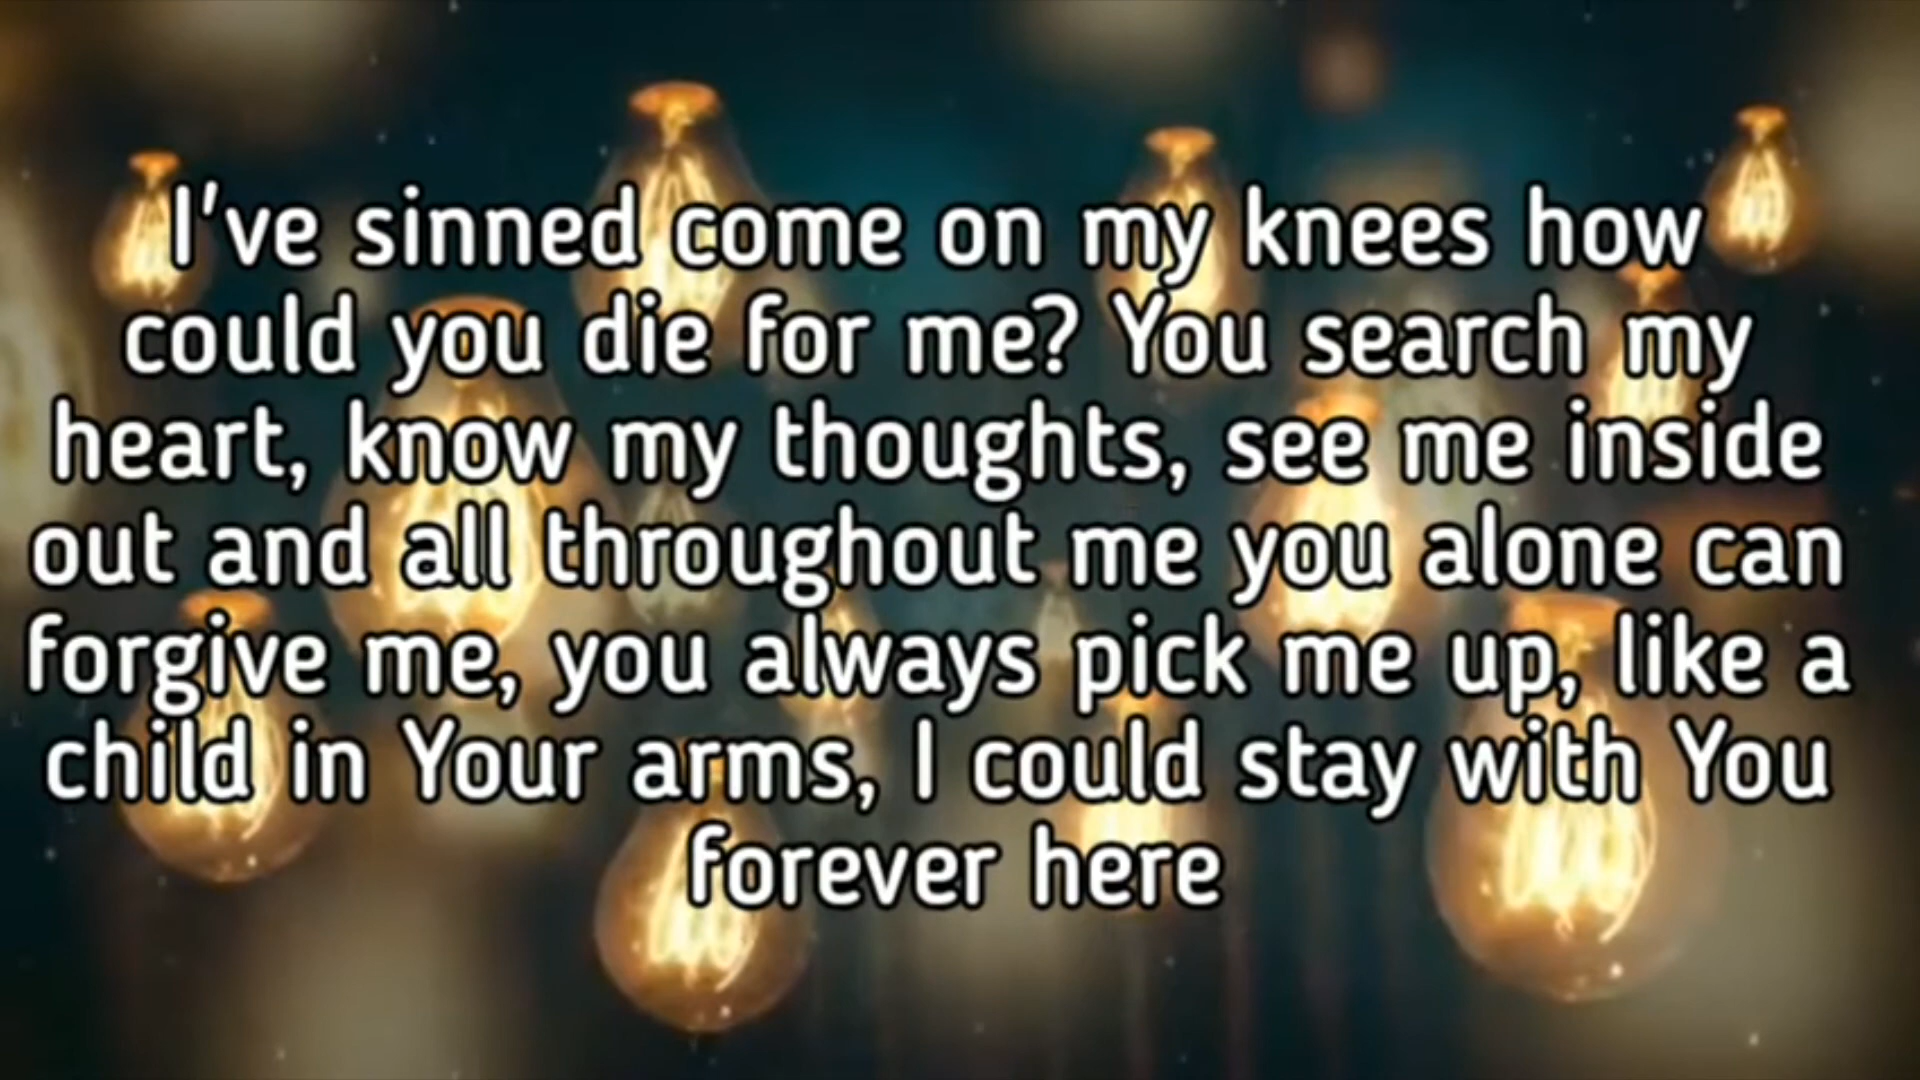 I've sinned come on my knees how
could you die for me? You search my
heart, know my thoughts, see me inside
out and all throughout me you alone can
forgive me, you always pick me up, like a
child in Your arms, I could stay with You
forever here